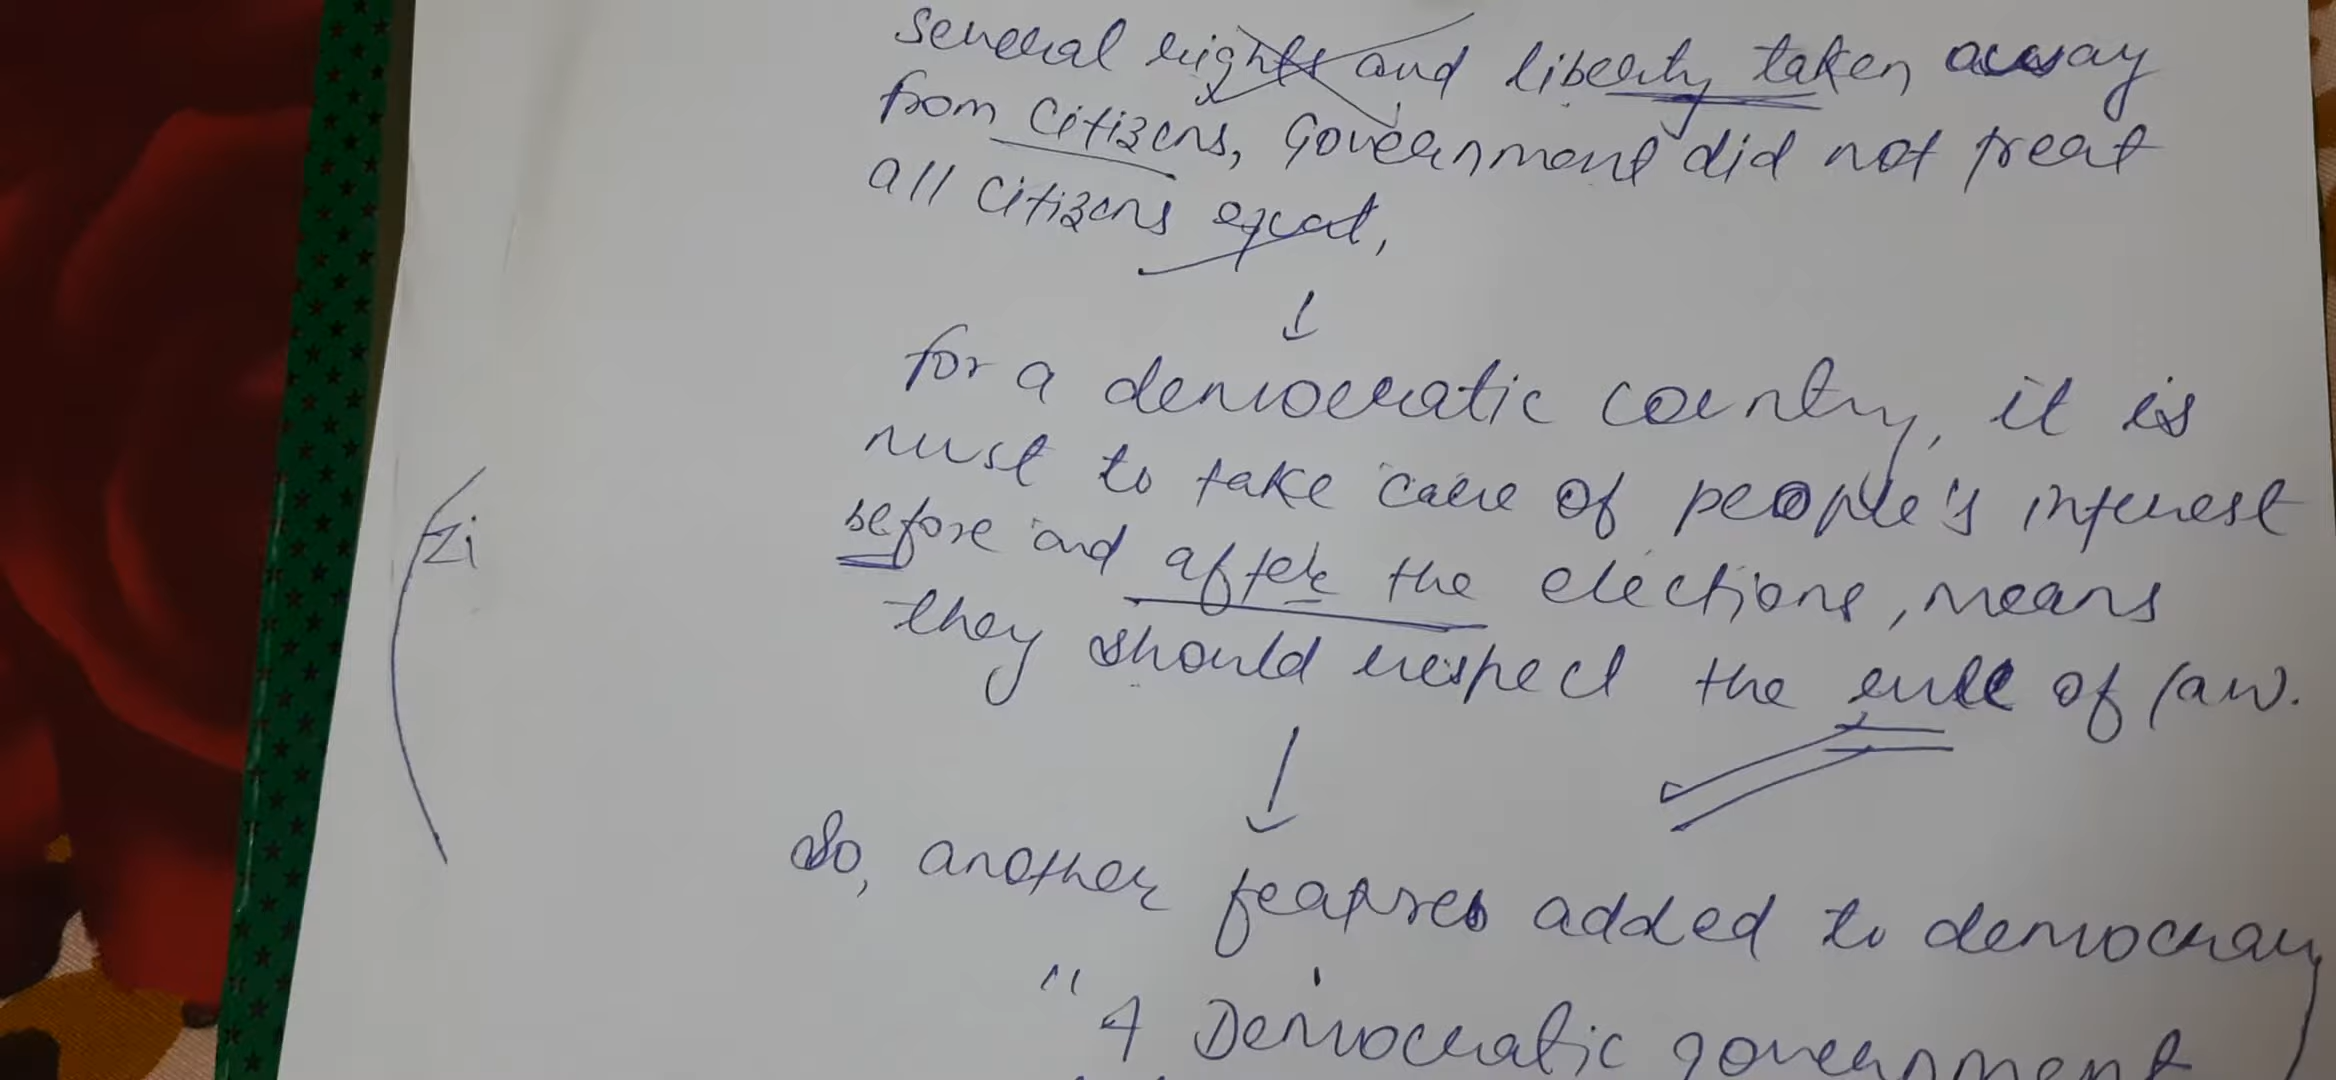 several rights and liberty taken away
from citizens, Government did not treat
all citizens equal,
for a democratic country, it is
must to take care of people's interest
before and after the elections, means
they should respect the rule of law.
Zi
So, another features added to democracy
" A Democratic government